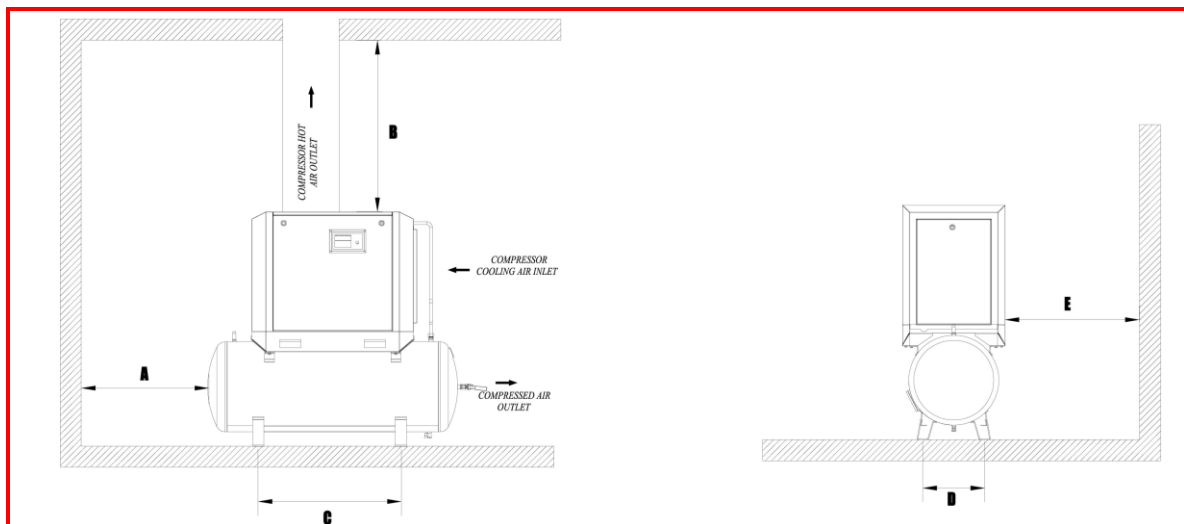 COMPRESSOR HOT
AIR OUTLET
B
COMPRESSOR
COOLING AIR INLET
A
COMPRESSED AIR
OUTLET
C
E
D